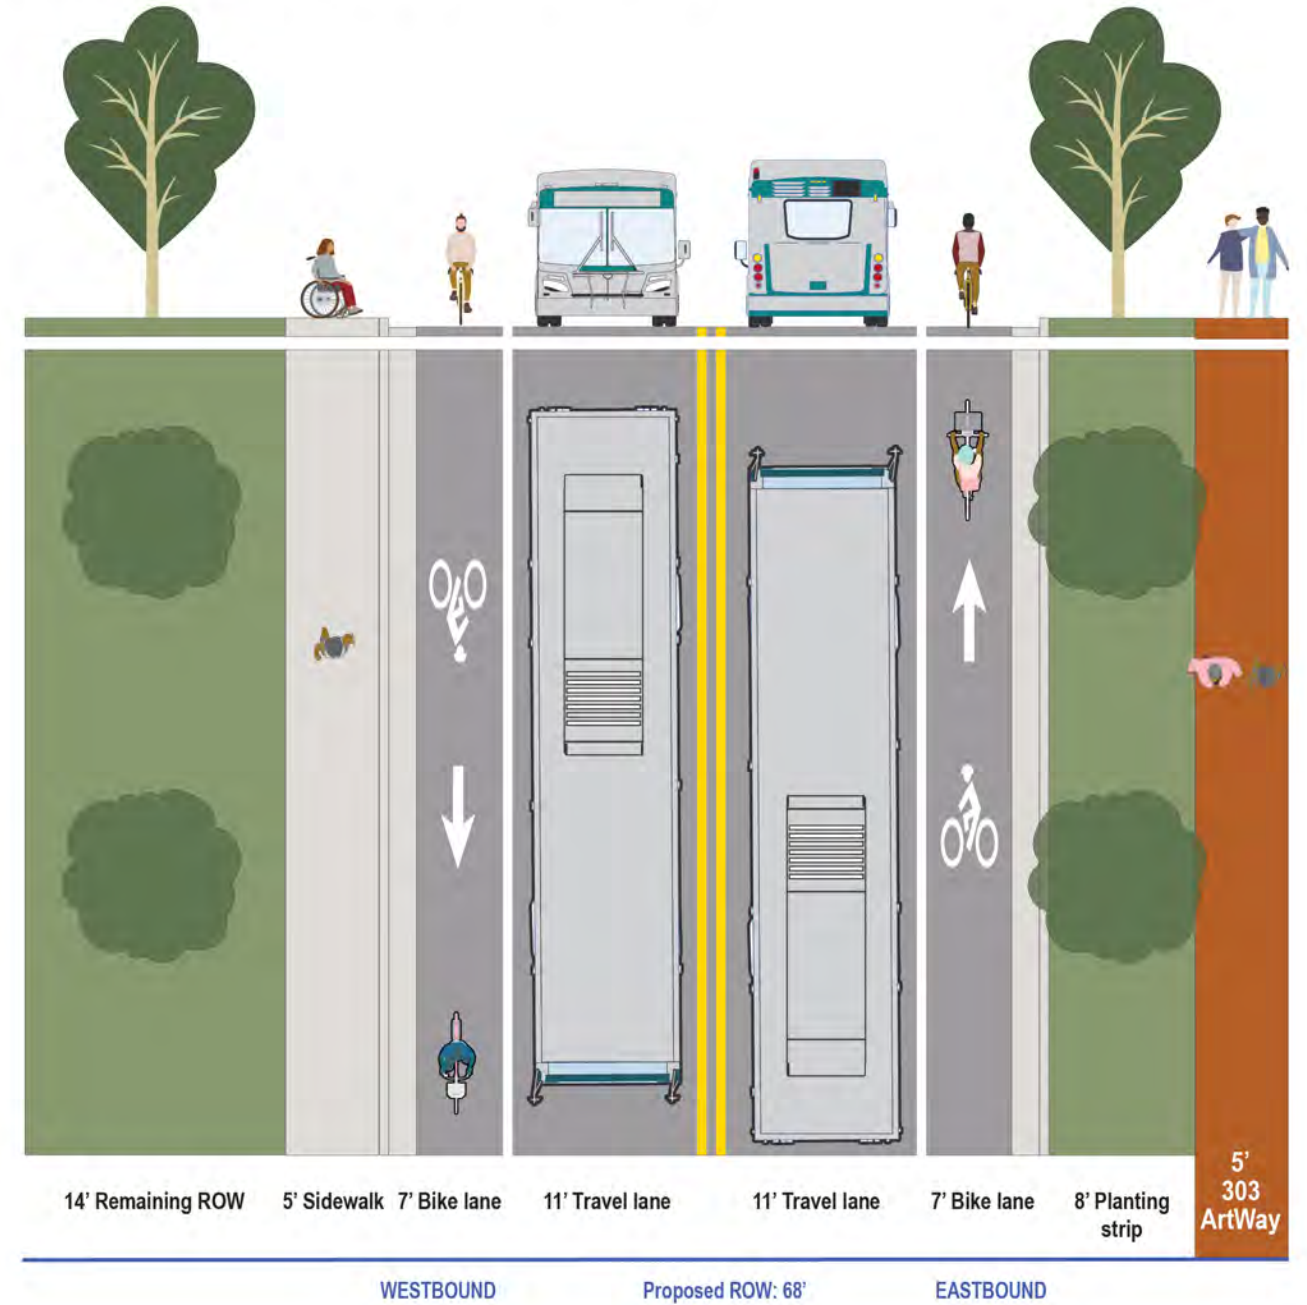 14’ Remaining ROW
5’ Sidewalk
7’ Bike lane
11’ Travel lane
11’ Travel lane
7’ Bike lane
8’ Planting
strip
5’
303
ArtWay
WESTBOUND
Proposed ROW: 68’
EASTBOUND